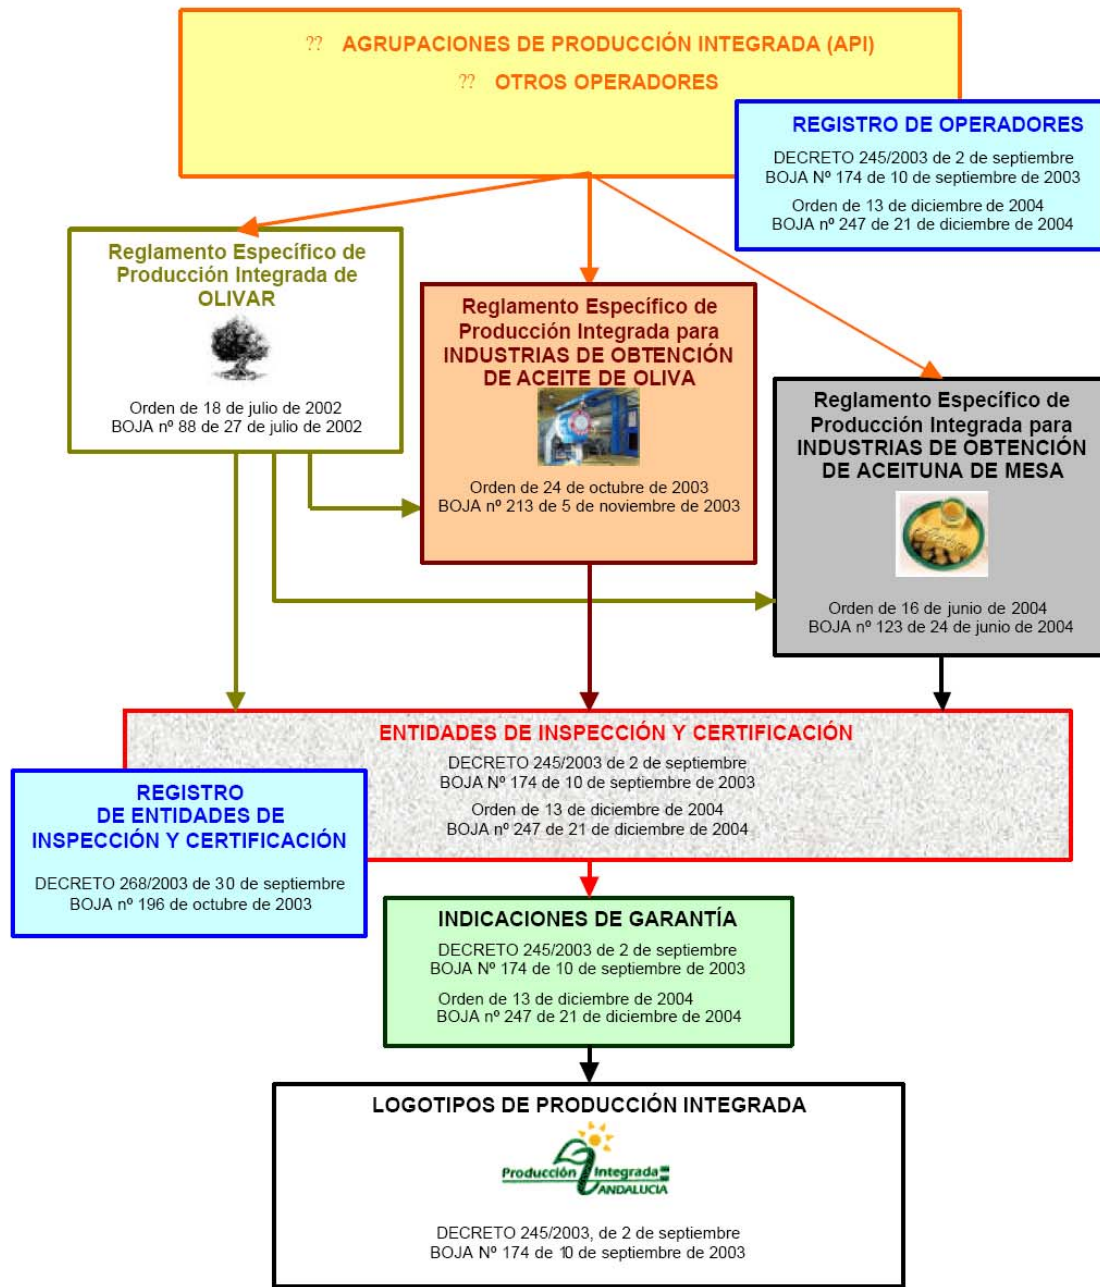 ?? AGRUPACIONES DE PRODUCCIÓN INTEGRADA (API)
?? OTROS OPERADORES
REGISTRO DE OPERADORES
DECRETO 245/2003 de 2 de septiembre
BOJA Nº 174 de 10 de septiembre de 2003
Orden de 13 de diciembre de 2004
BOJA nº 247 de 21 de diciembre de 2004
Reglamento Específico de
Producción Integrada de
OLIVAR
Orden de 18 de julio de 2002
BOJA nº 88 de 27 de julio de 2002
Reglamento Específico de
Producción Integrada para
INDUSTRIAS DE OBTENCIÓN
DE ACEITE DE OLIVA
Orden de 24 de octubre de 2003
BOJA nº 213 de 5 de noviembre de 2003
Reglamento Específico de
Producción Integrada para
INDUSTRIAS DE OBTENCIÓN
DE ACEITUNA DE MESA
Orden de 16 de junio de 2004
BOJA nº 123 de 24 de junio de 2004
ENTIDADES DE INSPECCIÓN Y CERTIFICACIÓN
DECRETO 245/2003 de 2 de septiembre
BOJA Nº 174 de 10 de septiembre de 2003
Orden de 13 de diciembre de 2004
BOJA nº 247 de 21 de diciembre de 2004
REGISTRO
DE ENTIDADES DE
INSPECCIÓN Y CERTIFICACIÓN
DECRETO 268/2003 de 30 de septiembre
BOJA nº 196 de octubre de 2003
INDICACIONES DE GARANTÍA
DECRETO 245/2003 de 2 de septiembre
BOJA Nº 174 de 10 de septiembre de 2003
Orden de 13 de diciembre de 2004
BOJA nº 247 de 21 de diciembre de 2004
LOGOTIPOS DE PRODUCCIÓN INTEGRADA
Producción Integrada
ANDALUCIA
DECRETO 245/2003, de 2 de septiembre
BOJA Nº 174 de 10 de septiembre de 2003